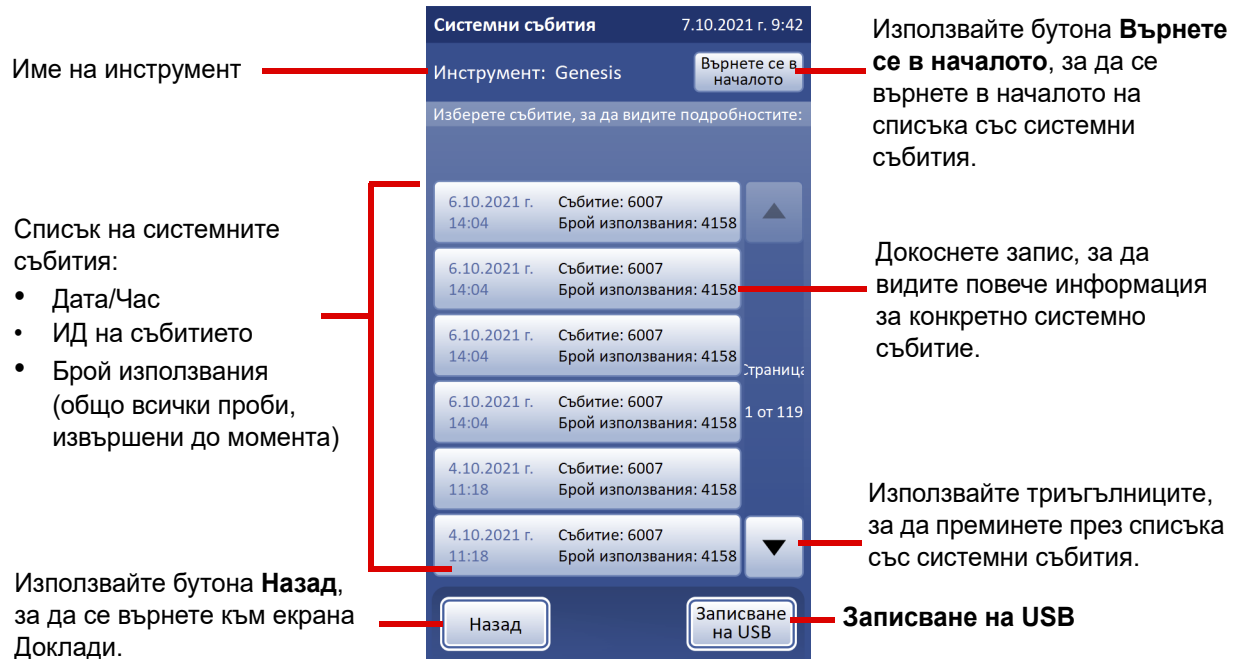 Име на инструмент
Списък на системните
събития:
• Дата/Час
• ИД на събитието
• Брой използвания
(общо всички проби,
извършени до момента)
Използвайте бутона Назад,
за да се върнете към екрана
Доклади.
Системни събития 7.10.2021 г. 9:42
Инструмент: Genesis
Върнете се в
началото
Изберете събитие, за да видите подробностите:
6.10.2021 г. Събитие: 6007
14:04 Брой използвания: 4158
6.10.2021 г. Събитие: 6007
14:04 Брой използвания: 4158
6.10.2021 г. Събитие: 6007
14:04 Брой използвания: 4158
6.10.2021 г. Събитие: 6007
14:04 Брой използвания: 4158
4.10.2021 г. Събитие: 6007
11:18 Брой използвания: 4158
4.10.2021 г. Събитие: 6007
11:18 Брой използвания: 4158
Страница
1 от 119
Назад
Записване
на USB
Използвайте бутона Върнете
се в началото, за да се
върнете в началото на
списъка със системни
събития.
Докоснете запис, за да
видите повече информация
за конкретно системно
събитие.
Използвайте триъгълниците,
за да преминете през списъка
със системни събития.
Записване на USB